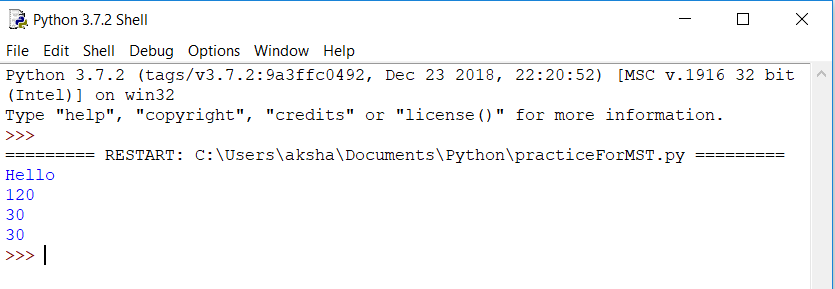 Python 3.7.2 Shell
File Edit Shell Debug Options Window Help
Python 3.7.2 (tags/v3.7.2:9a3ffc0492, Dec 23 2018, 22:20:52) [MSC v.1916 32 bit
(Intel)] on win32
Type "help", "copyright", "credits" or "license()" for more information.
>>>
========= RESTART: C:\Users\aksha\Documents\Python\practiceForMST.py =========
Hello
120
30
30
>>>